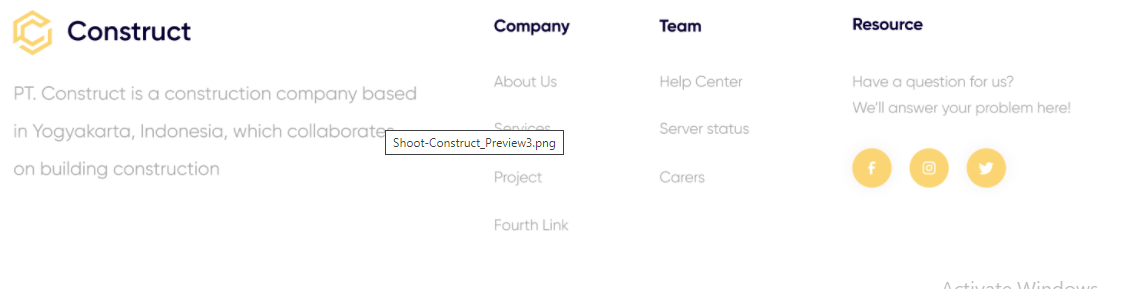 Construct
PT. Construct is a construction company based
in Yogyakarta, Indonesia, which collaborates
on building construction
Company
About Us
Services
Project
Fourth Link
Team
Help Center
Server status
Carers
Resource
Have a question for us?
We'll answer your problem here!
Shoot-Construct_Preview3.png
Activate Windows